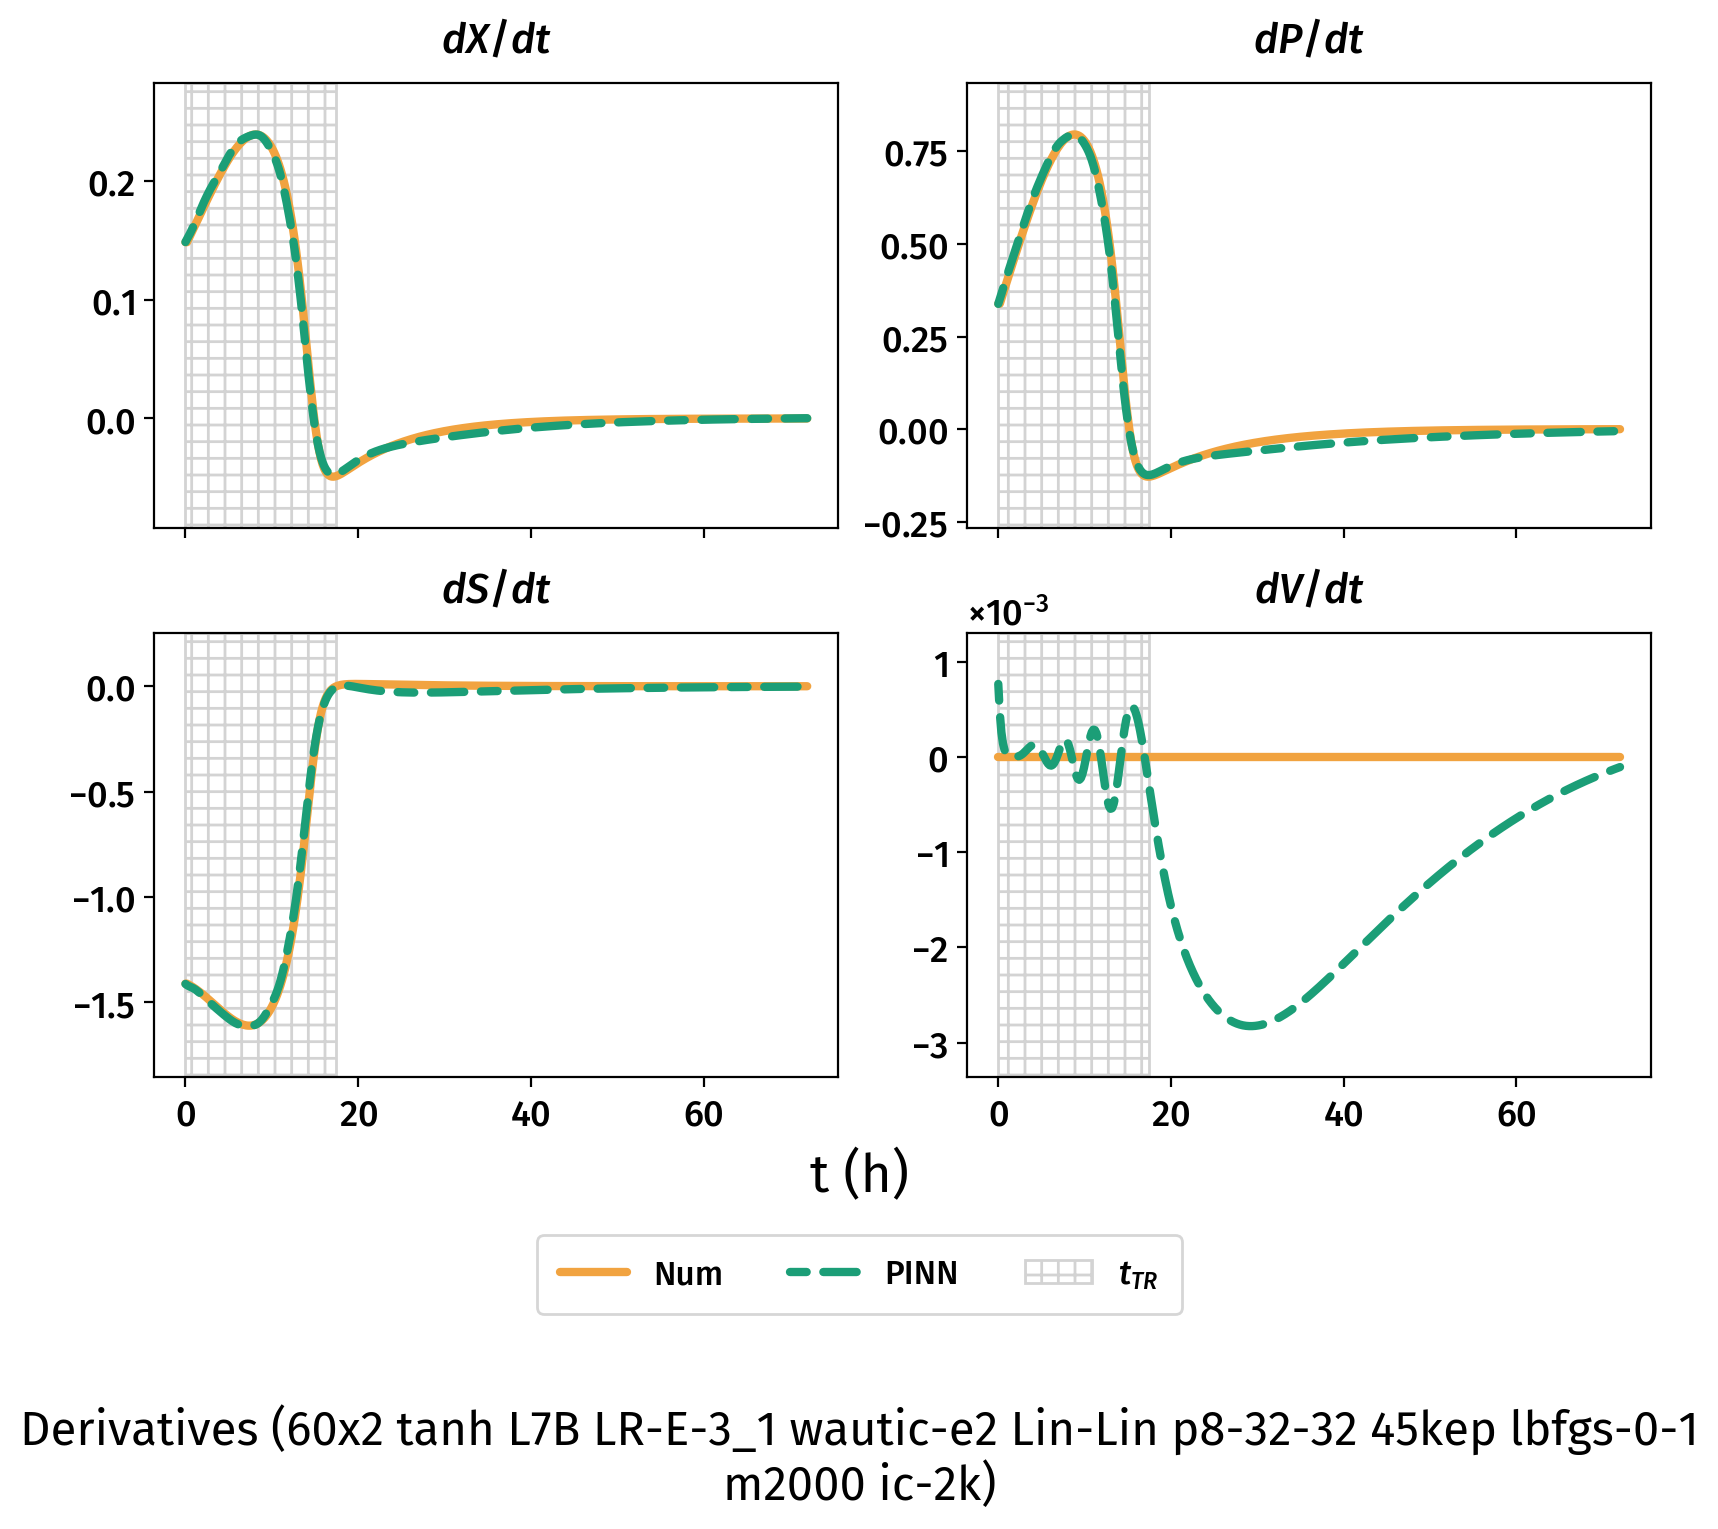 dX/dt
dP/dt
0.2
0.1
0.0
0.75
0.50
0.25
0.00
−0.25
dS/dt
dV/dt
×10⁻³
0.0
−0.5
−1.0
−1.5
1
0
−1
−2
−3
0 20 40 60
0 20 40 60
t (h)
Num PINN t_TR
Derivatives (60x2 tanh L7B LR-E-3_1 wautic-e2 Lin-Lin p8-32-32 45kep lbfgs-0-1
m2000 ic-2k)